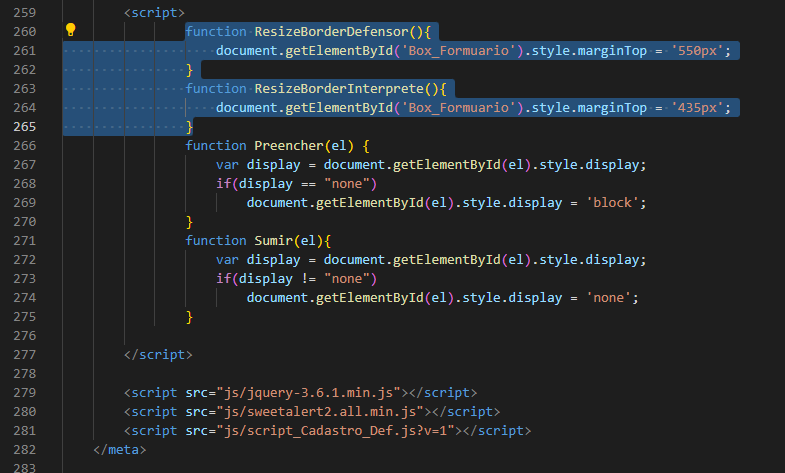 259 <script>
260 function ResizeBorderDefensor(){
261 document.getElementById('Box_Formuario').style.marginTop = '550px';
262 }
263 function ResizeBorderInterprete(){
264 document.getElementById('Box_Formuario').style.marginTop = '435px';
265 }
266 function Preencher(el) {
267 var display = document.getElementById(el).style.display;
268 if(display == "none")
269 document.getElementById(el).style.display = 'block';
270 }
271 function Sumir(el){
272 var display = document.getElementById(el).style.display;
273 if(display != "none")
274 document.getElementById(el).style.display = 'none';
275 }
276
277 </script>
278
279 <script src="js/jquery-3.6.1.min.js"></script>
280 <script src="js/sweetalert2.all.min.js"></script>
281 <script src="js/script_Cadastro_Def.js?v=1"></script>
282 </meta>
283